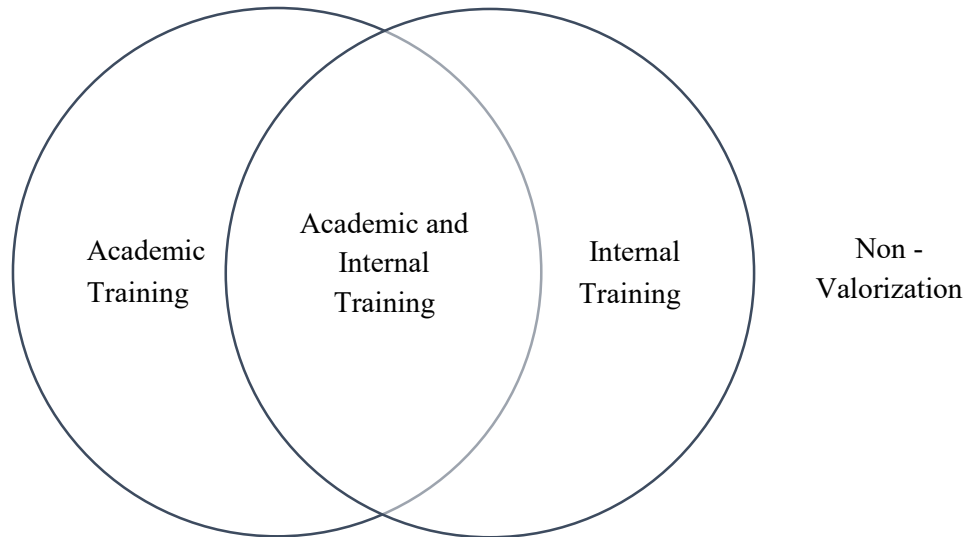 Academic
Training
Academic and
Internal
Training
Internal
Training
Non -
Valorization